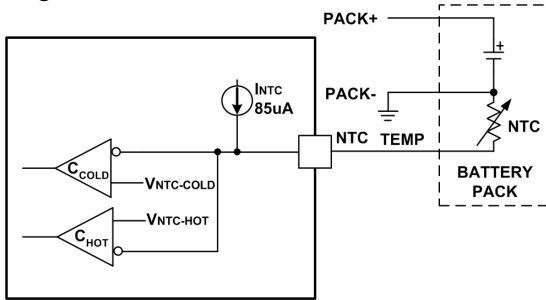 PACK+
+
INTC
85uA
PACK-
NTC
TEMP
NTC
CCOLD
VNTC-COLD
BATTERY
PACK
VNTC-HOT
CHOT